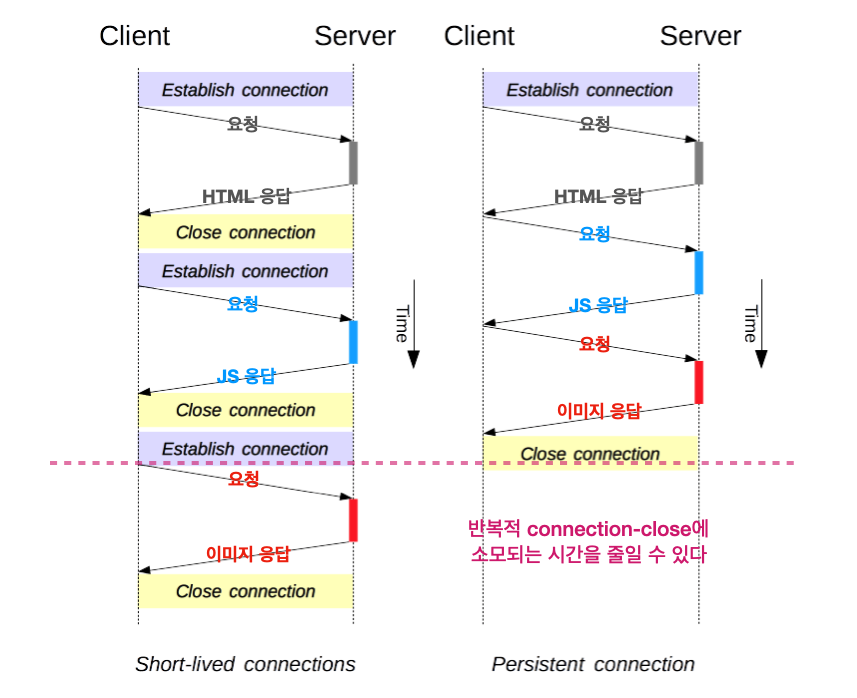 Client
Server
Establish connection
요청
HTML 응답
Close connection
Establish connection
요청
JS 응답
Close connection
Establish connection
요청
이미지 응답
Close connection
Time
Short-lived connections
Client
Server
Establish connection
요청
HTML 응답
요청
JS 응답
요청
이미지 응답
Close connection
Time
반복적 connection-close에
소모되는 시간을 줄일 수 있다
Persistent connection